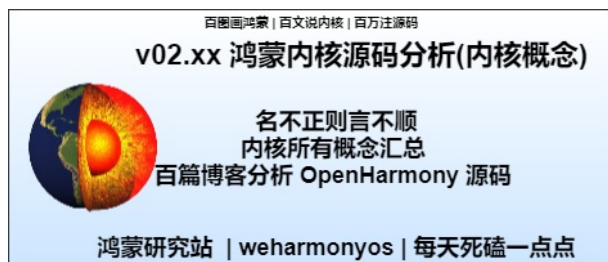 百图画鸿蒙 | 百文说内核 | 百万注源码
v02.xx 鸿蒙内核源码分析(内核概念)
名不正则言不顺
内核所有概念汇总
百篇博客分析 OpenHarmony 源码
鸿蒙研究站 | weharmonyos | 每天死磕一点点